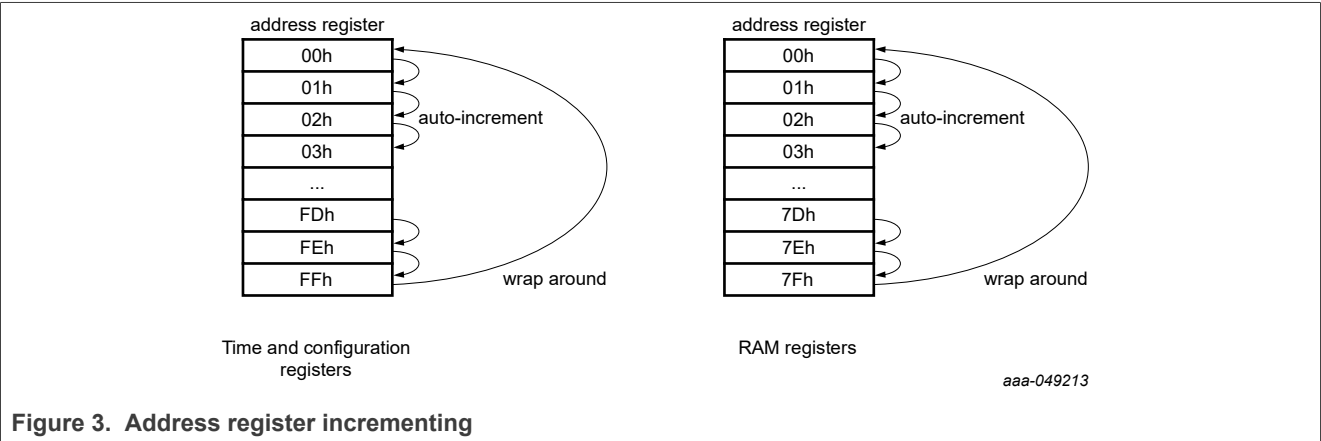 address register
00h
01h
02h
03h
...
FDh
FEh
FFh
auto-increment
wrap around
Time and configuration
registers
address register
00h
01h
02h
03h
...
7Dh
7Eh
7Fh
auto-increment
wrap around
RAM registers
aaa-049213
Figure 3. Address register incrementing